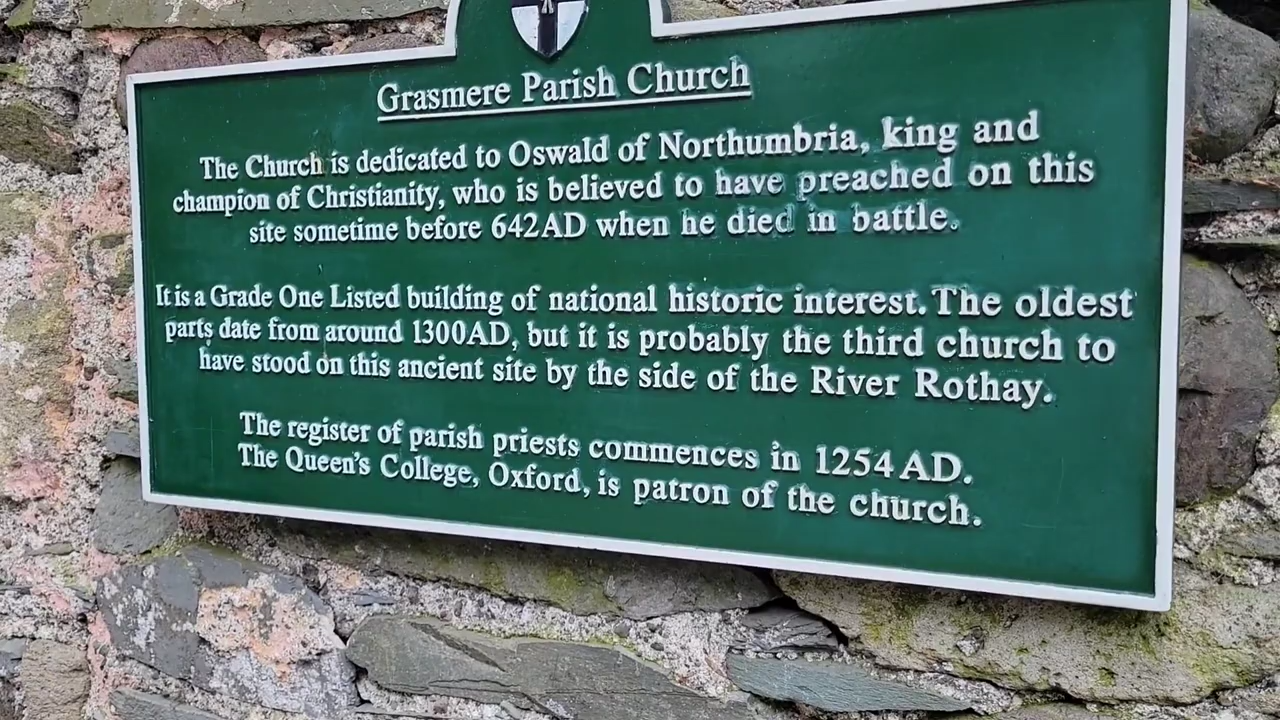 Grasmere Parish Church
The Church is dedicated to Oswald of Northumbria, king and
champion of Christianity, who is believed to have preached on this
site sometime before 642AD when he died in battle.
It is a Grade One Listed building of national historic interest. The oldest
parts date from around 1300AD, but it is probably the third church to
have stood on this ancient site by the side of the River Rothay.
The register of parish priests commences in 1254AD.
The Queen's College, Oxford, is patron of the church.